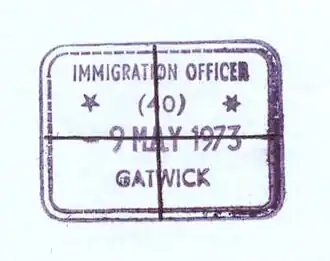 IMMIGRATION OFFICER
(40)
- 9 MAY 1973
GATWICK